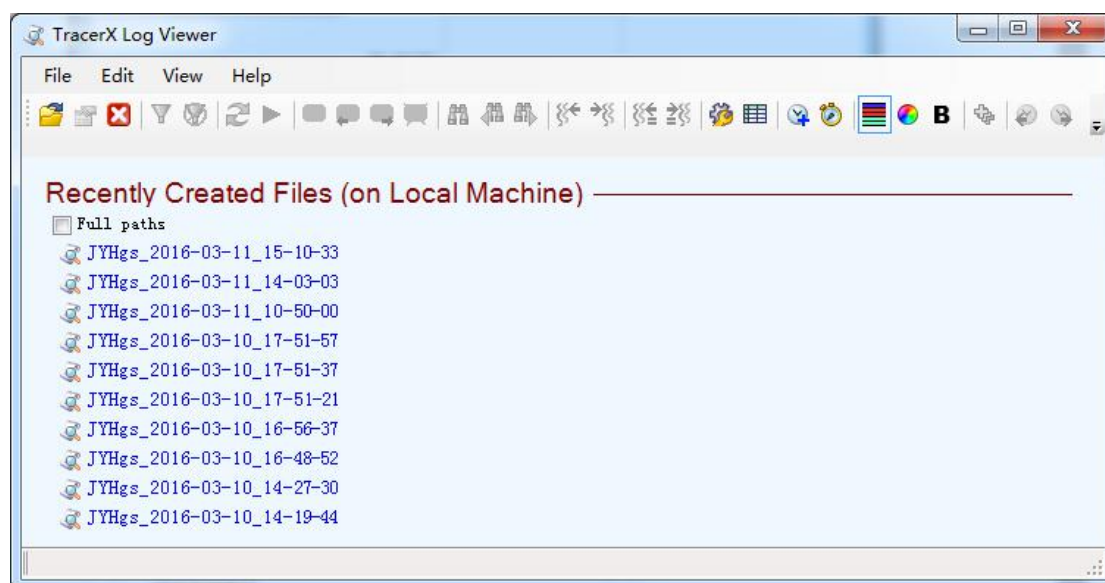 TracerX Log Viewer
File Edit View Help
B
Recently Created Files (on Local Machine)
Full paths
JYHgs_2016-03-11_15-10-33
JYHgs_2016-03-11_14-03-03
JYHgs_2016-03-11_10-50-00
JYHgs_2016-03-10_17-51-57
JYHgs_2016-03-10_17-51-37
JYHgs_2016-03-10_17-51-21
JYHgs_2016-03-10_16-56-37
JYHgs_2016-03-10_16-48-52
JYHgs_2016-03-10_14-27-30
JYHgs_2016-03-10_14-19-44